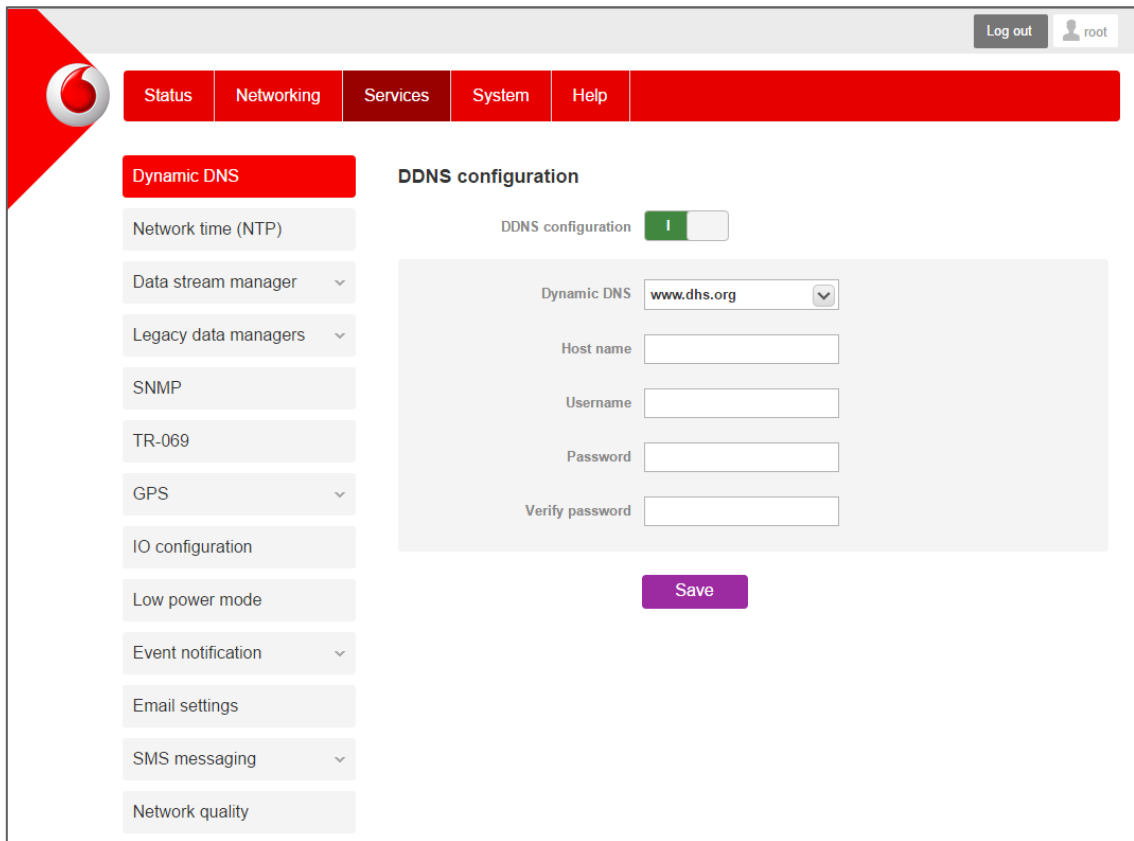 Log out
root
Status
Networking
Services
System
Help
Dynamic DNS
Network time (NTP)
Data stream manager
Legacy data managers
SNMP
TR-069
GPS
IO configuration
Low power mode
Event notification
Email settings
SMS messaging
Network quality
DDNS configuration
DDNS configuration
I
Dynamic DNS
www.dhs.org
Host name
Username
Password
Verify password
Save